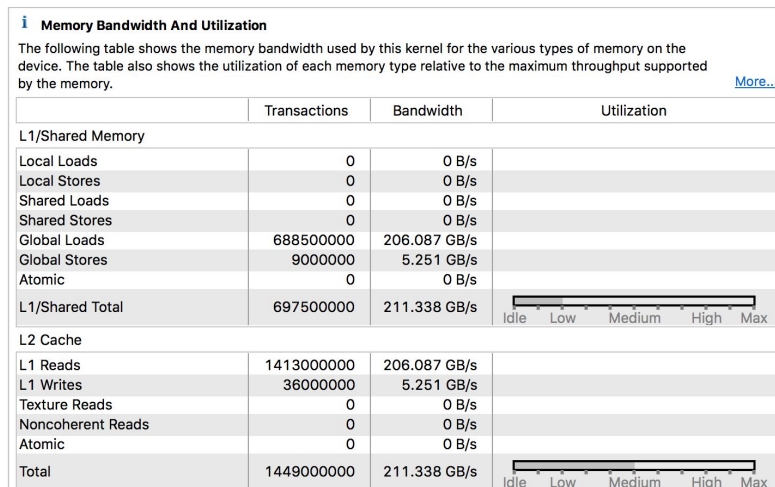 i Memory Bandwidth And Utilization
The following table shows the memory bandwidth used by this kernel for the various types of memory on the
device. The table also shows the utilization of each memory type relative to the maximum throughput supported
by the memory. More..
Transactions Bandwidth Utilization
L1/Shared Memory
Local Loads 0 0 B/s
Local Stores 0 0 B/s
Shared Loads 0 0 B/s
Shared Stores 0 0 B/s
Global Loads 688500000 206.087 GB/s
Global Stores 9000000 5.251 GB/s
Atomic 0 0 B/s
L1/Shared Total 697500000 211.338 GB/s
Idle Low Medium High Max
L2 Cache
L1 Reads 1413000000 206.087 GB/s
L1 Writes 36000000 5.251 GB/s
Texture Reads 0 0 B/s
Noncoherent Reads 0 0 B/s
Atomic 0 0 B/s
Total 1449000000 211.338 GB/s
Idle Low Medium High Max